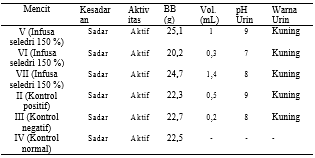 Mencit Kesadar Aktiv BB Vol. pH Warna
an itas (g) (mL) Urin Urin
V (Infusa Sadar Aktif 25,1 1 9 Kuning
seledri 150 %)
VI (Infusa Sadar Aktif 20,2 0,3 7 Kuning
seledri 150 %)
VII (Infusa Sadar Aktif 24,7 1,4 8 Kuning
seledri 150 %)
II (Kontrol Sadar Aktif 22,3 0,5 9 Kuning
positif)
III (Kontrol Sadar Aktif 22,7 0,2 8 Kuning
negatif)
IV (Kontrol Sadar Aktif 22,5 - - -
normal)